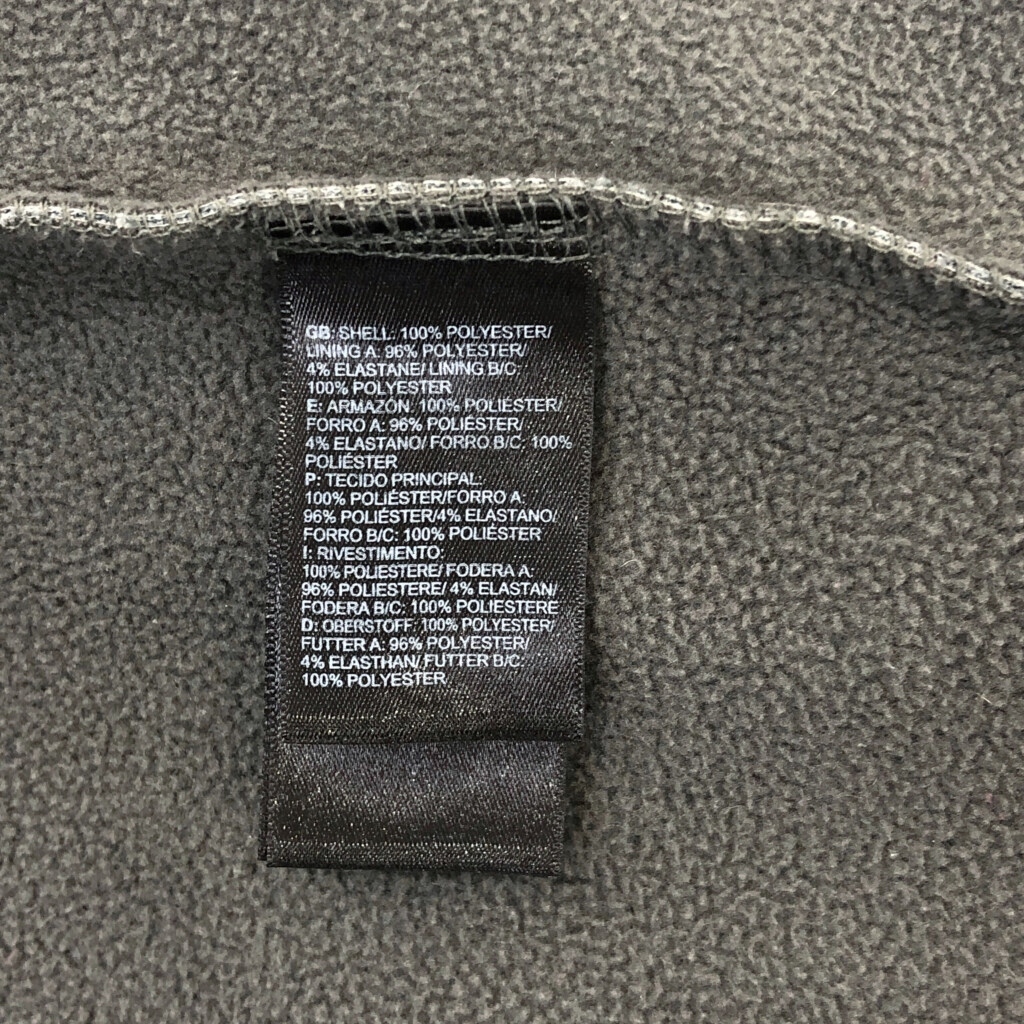 GB: SHELL: 100% POLYESTER/
LINING A: 96% POLYESTER/
4% ELASTANE/ LINING B/C:
100% POLYESTER
E: ARMAZÓN: 100% POLIÉSTER/
FORRO A: 96% POLIÉSTER/
4% ELASTANO/ FORRO B/C: 100%
POLIÉSTER
P: TECIDO PRINCIPAL:
100% POLIÉSTER/FORRO A:
96% POLIÉSTER/4% ELASTANO/
FORRO B/C: 100% POLIÉSTER
I: RIVESTIMENTO:
100% POLIESTERE/ FODERA A:
96% POLIESTERE/ 4% ELASTAN/
FODERA B/C: 100% POLIESTERE
D: OBERSTOFF: 100% POLYESTER/
FUTTER A: 96% POLYESTER/
4% ELASTHAN/ FUTTER B/C:
100% POLYESTER